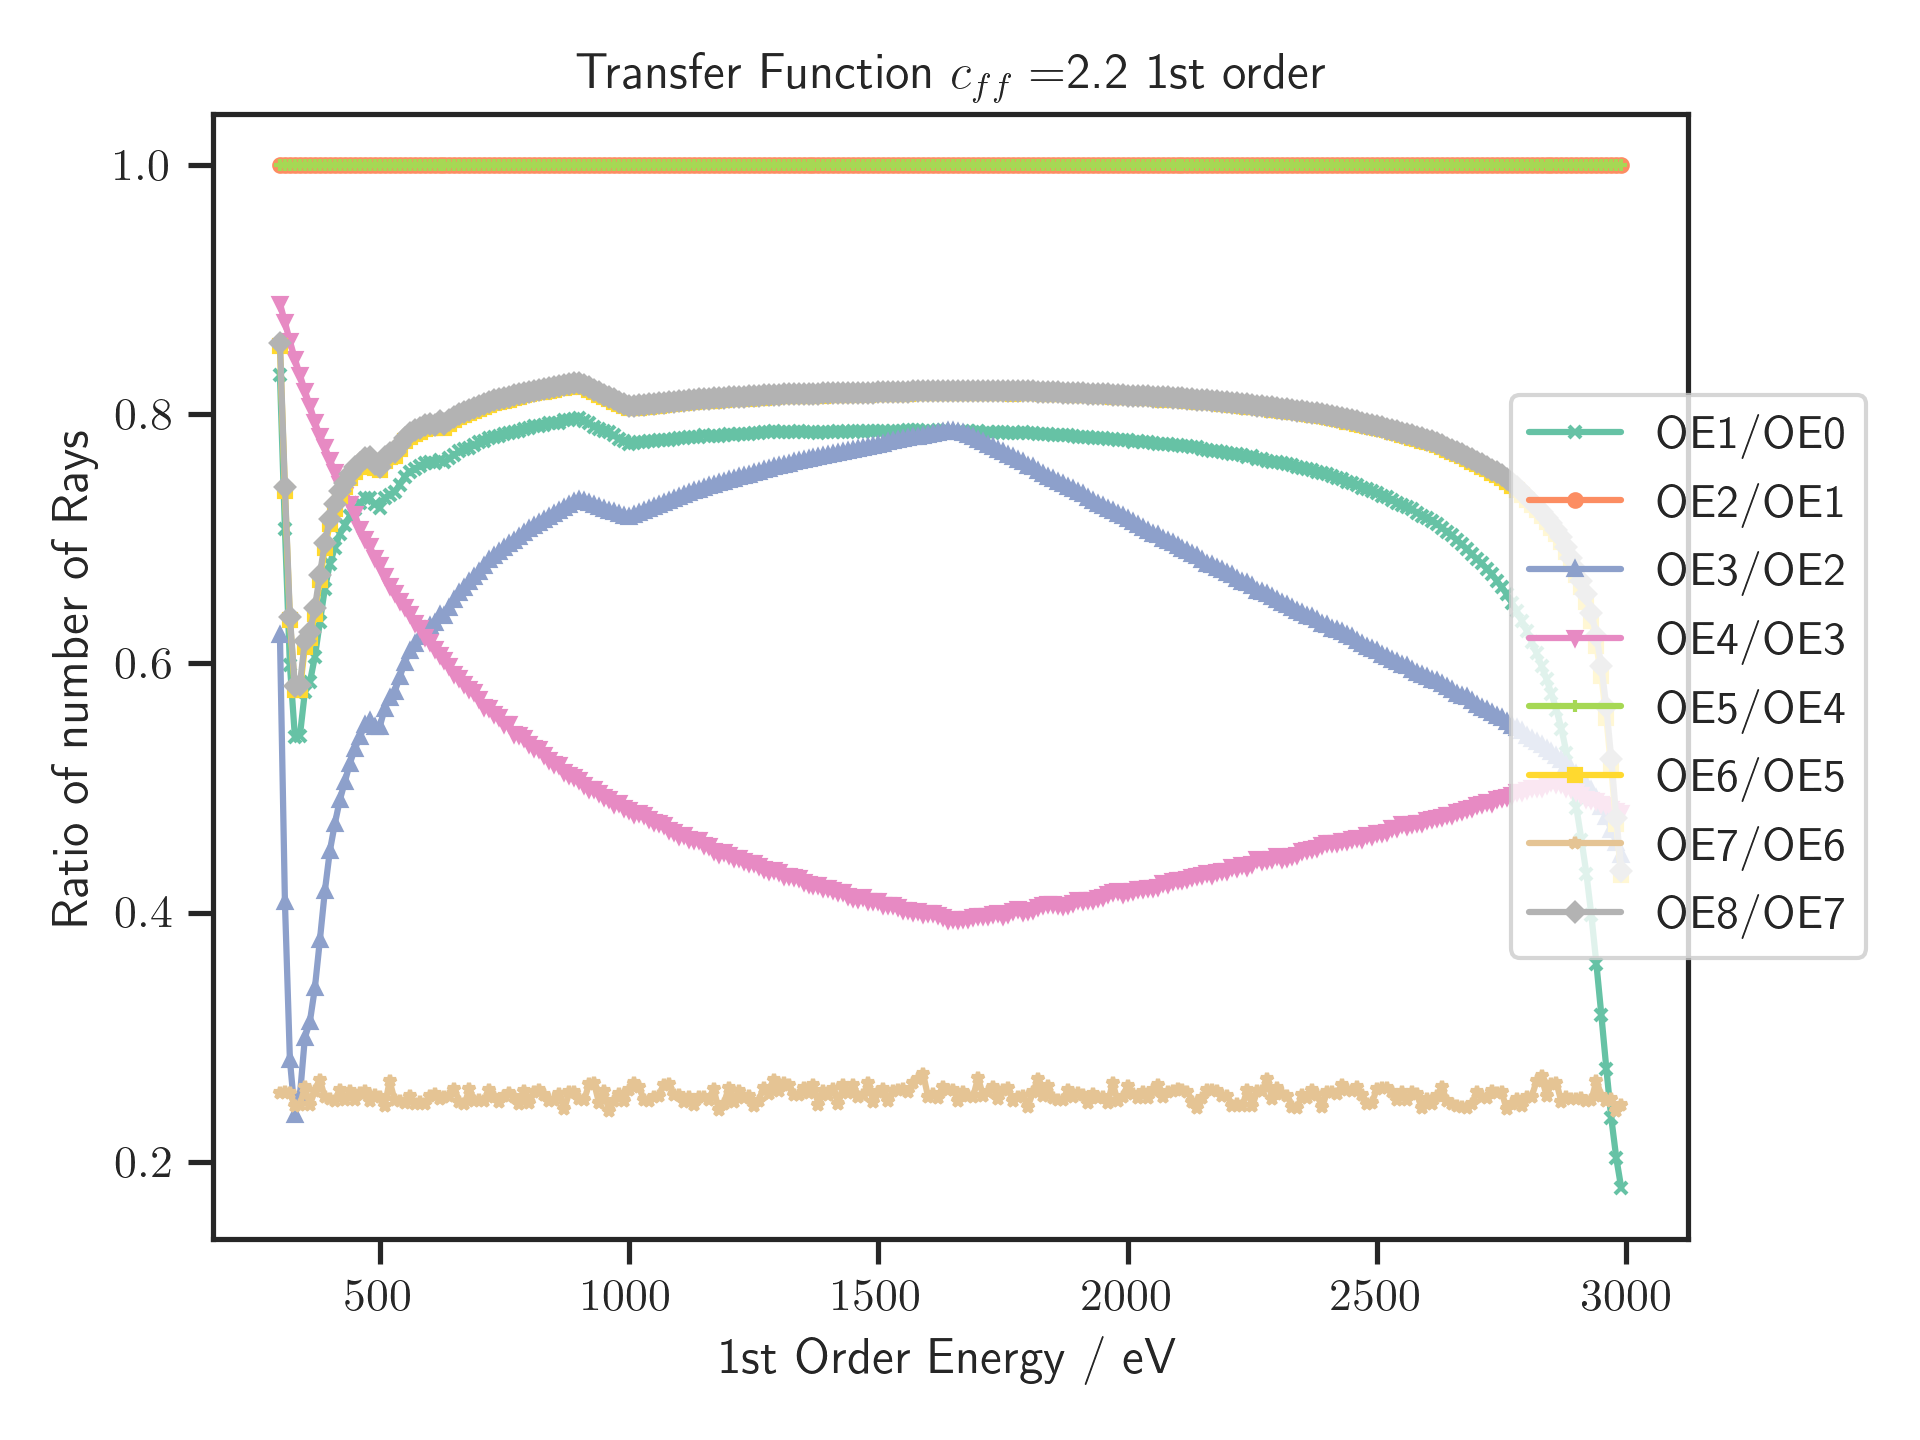 Transfer Function c_ff =2.2 1st order
Ratio of number of Rays
1.0
0.8
0.6
0.4
0.2
OE1/OE0
OE2/OE1
OE3/OE2
OE4/OE3
OE5/OE4
OE6/OE5
OE7/OE6
OE8/OE7
500 1000 1500 2000 2500 3000
1st Order Energy / eV